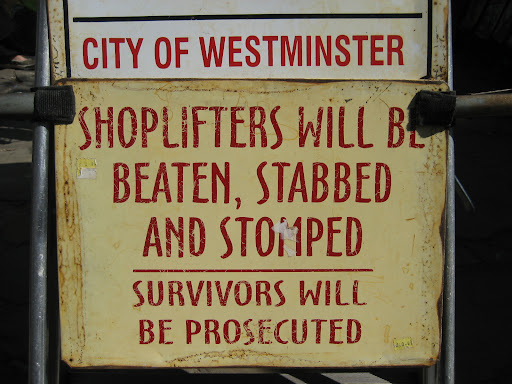 CITY OF WESTMINSTER
SHOPLIFTERS WILL BE
BEATEN, STABBED
AND STOMPED
SURVIVORS WILL
BE PROSECUTED